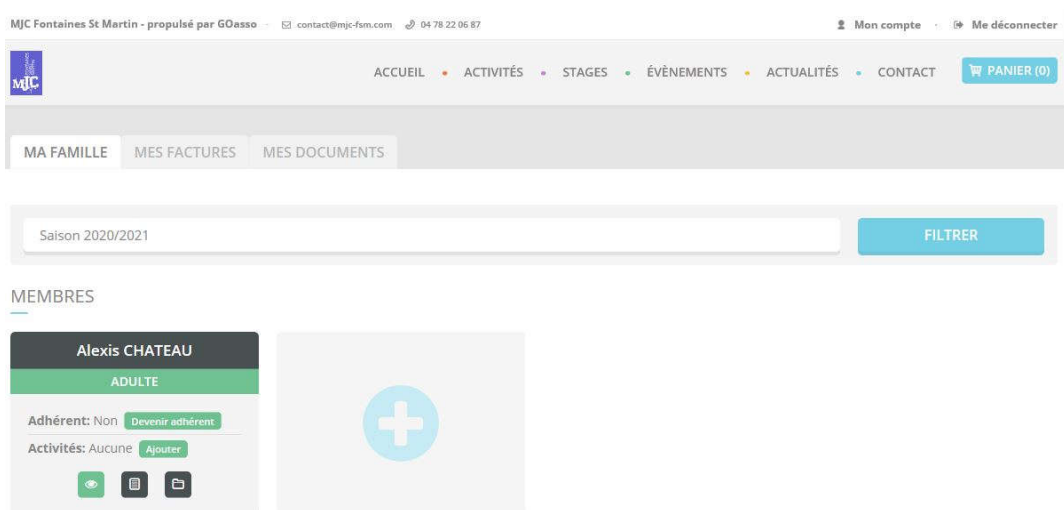 MJC Fontaines St Martin - propulsé par GOasso contact@mjc-fsm.com 04 78 22 06 87 Mon compte Me déconnecter
MJC ACCUEIL • ACTIVITÉS • STAGES • ÉVÈNEMENTS • ACTUALITÉS • CONTACT PANIER (0)
MA FAMILLE MES FACTURES MES DOCUMENTS
Saison 2020/2021 FILTRER
MEMBRES
Alexis CHATEAU
ADULTE
Adhérent: Non Devenir adhérent
Activités: Aucune Ajouter